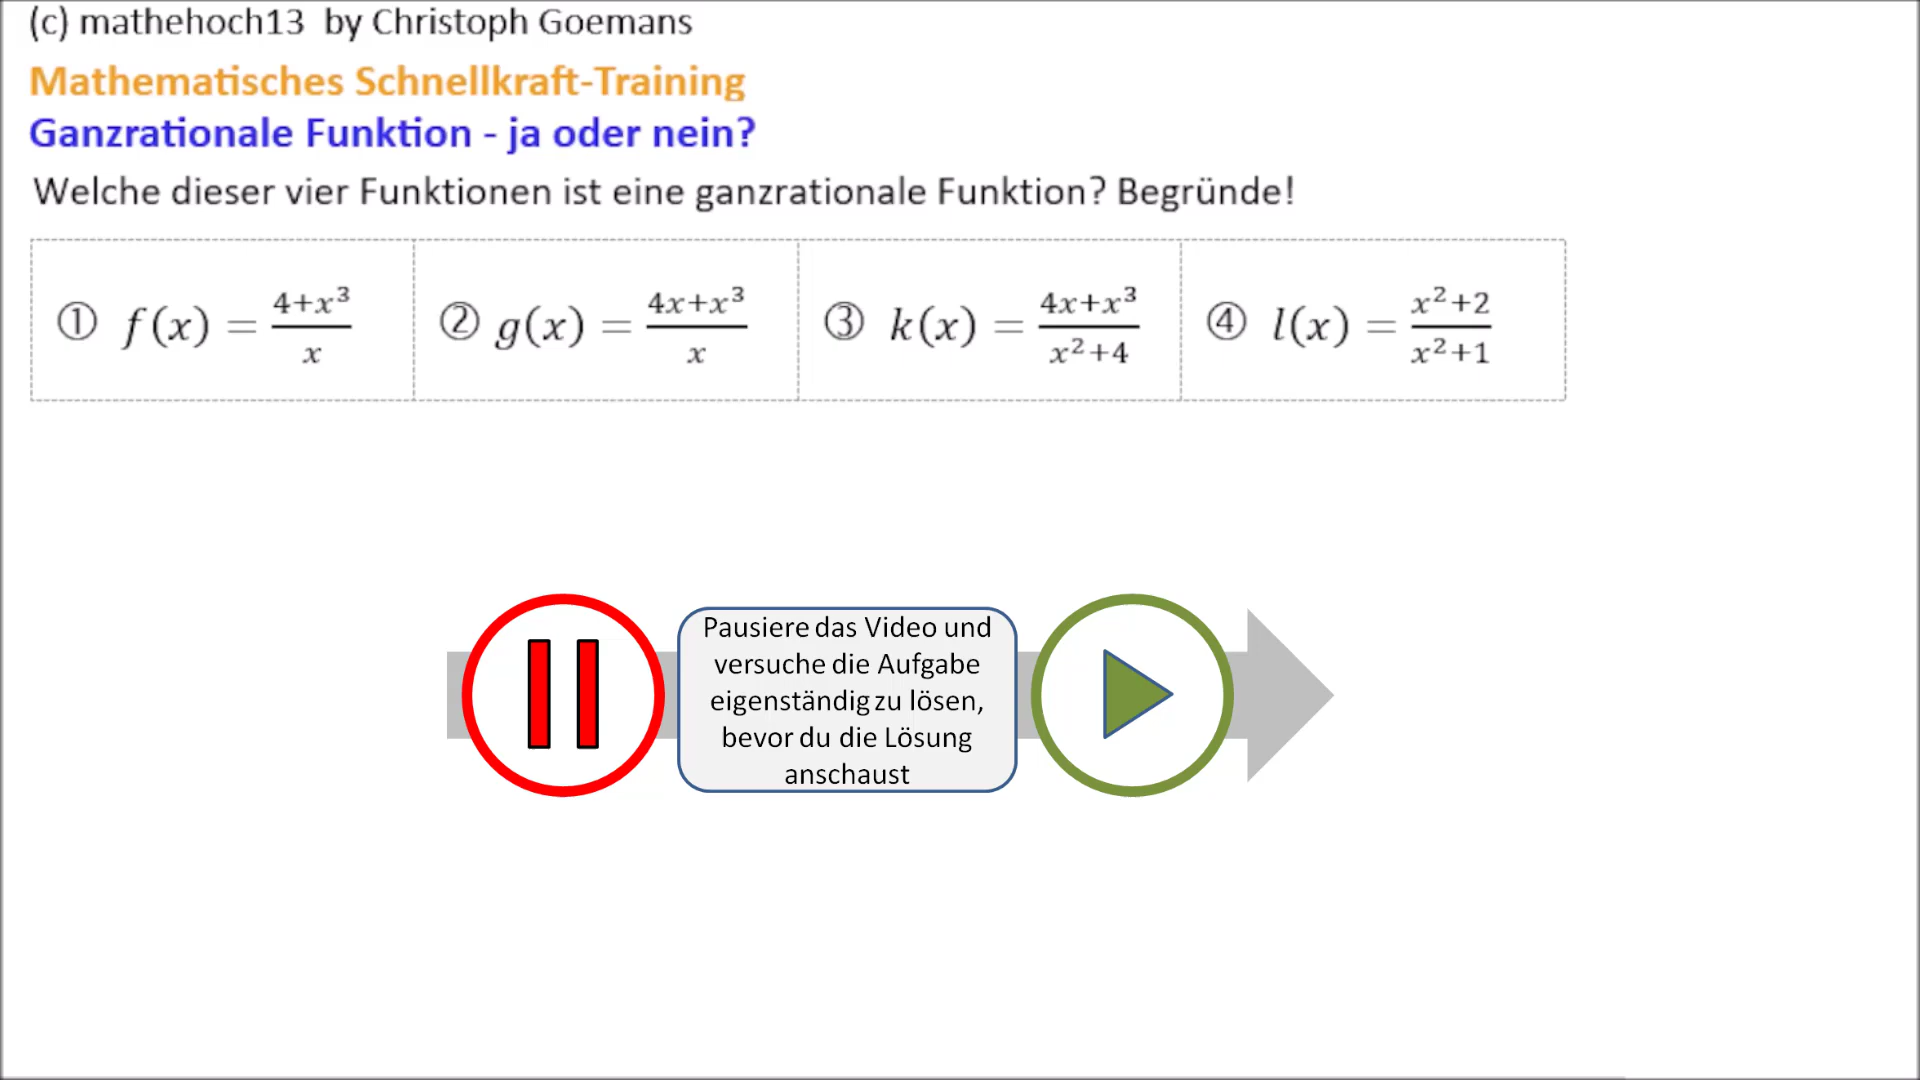 (c) mathehoch13 by Christoph Goemans
Mathematisches Schnellkraft-Training
Ganzrationale Funktion - ja oder nein?
Welche dieser vier Funktionen ist eine ganzrationale Funktion? Begründe!
① f(x) = (4+x³)/x ② g(x) = (4x+x³)/x ③ k(x) = (4x+x³)/(x²+4) ④ l(x) = (x²+2)/(x²+1)
Pausiere das Video und
versuche die Aufgabe
eigenständig zu lösen,
bevor du die Lösung
anschaust